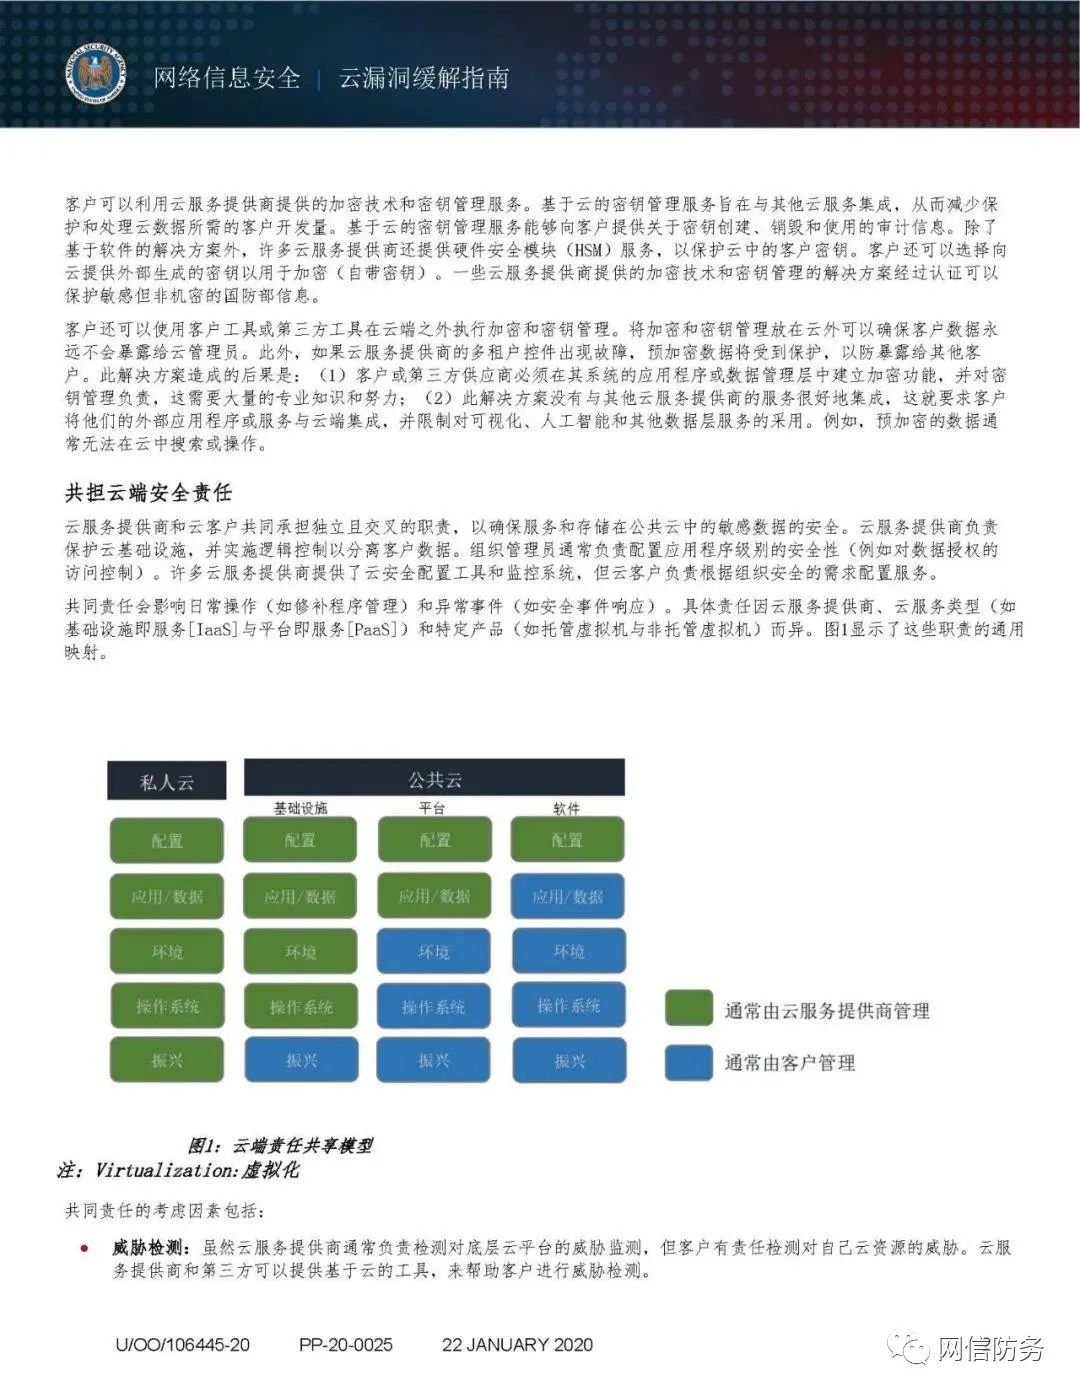 网络信息安全 | 云漏洞缓解指南
客户可以利用云服务提供商提供的加密技术和密钥管理服务。基于云的密钥管理服务旨在与其他云服务集成，从而减少保
护和处理云数据所需的客户开发量。基于云的密钥管理服务能够向客户提供关于密钥创建、销毁和使用的审计信息。除了
基于软件的解决方案外，许多云服务提供商还提供硬件安全模块（HSM）服务，以保护云中的客户密钥。客户还可以选择向
云提供外部生成的密钥以用于加密（自带密钥）。一些云服务提供商提供的加密技术和密钥管理的解决方案经过认证可以
保护敏感但非机密的国防部信息。
客户还可以使用客户工具或第三方工具在云端之外执行加密和密钥管理。将加密和密钥管理放在云外可以确保客户数据永
远不会暴露给云管理员。此外，如果云服务提供商的多租户控件出现故障，预加密数据将受到保护，以防暴露给其他客
户。此解决方案造成的后果是：（1）客户或第三方供应商必须在其系统的应用程序或数据管理层中建立加密功能，并对密
钥管理负责，这需要大量的专业知识和努力；（2）此解决方案没有与其他云服务提供商的服务很好地集成，这就要求客户
将他们的外部应用程序或服务与云端集成，并限制对可视化、人工智能和其他数据层服务的采用。例如，预加密的数据通
常无法在云中搜索或操作。
共担云端安全责任
云服务提供商和云客户共同承担独立且交叉的职责，以确保服务和存储在公共云中的敏感数据的安全。云服务提供商负责
保护云基础设施，并实施逻辑控制以分离客户数据。组织管理员通常负责配置应用程序级别的安全性（例如对数据授权的
访问控制）。许多云服务提供商提供了云安全配置工具和监控系统，但云客户负责根据组织安全的需求配置服务。
共同责任会影响日常操作（如修补程序管理）和异常事件（如安全事件响应）。具体责任因云服务提供商、云服务类型（如
基础设施即服务[IaaS]与平台即服务[PaaS]）和特定产品（如托管虚拟机与非托管虚拟机）而异。图1显示了这些职责的通用
映射。
私人云 公共云
基础设施 平台 软件
配置 配置 配置 配置
应用/数据 应用/数据 应用/数据 应用/数据
环境 环境 环境 环境
操作系统 操作系统 操作系统 操作系统
振兴 振兴 振兴 振兴
通常由云服务提供商管理
通常由客户管理
图1：云端责任共享模型
注：Virtualization:虚拟化
共同责任的考虑因素包括：
• 威胁检测：虽然云服务提供商通常负责检测对底层云平台的威胁监测，但客户有责任检测对自己云资源的威胁。云服
务提供商和第三方可以提供基于云的工具，来帮助客户进行威胁检测。
U/OO/106445-20 PP-20-0025 22 JANUARY 2020
网信防务